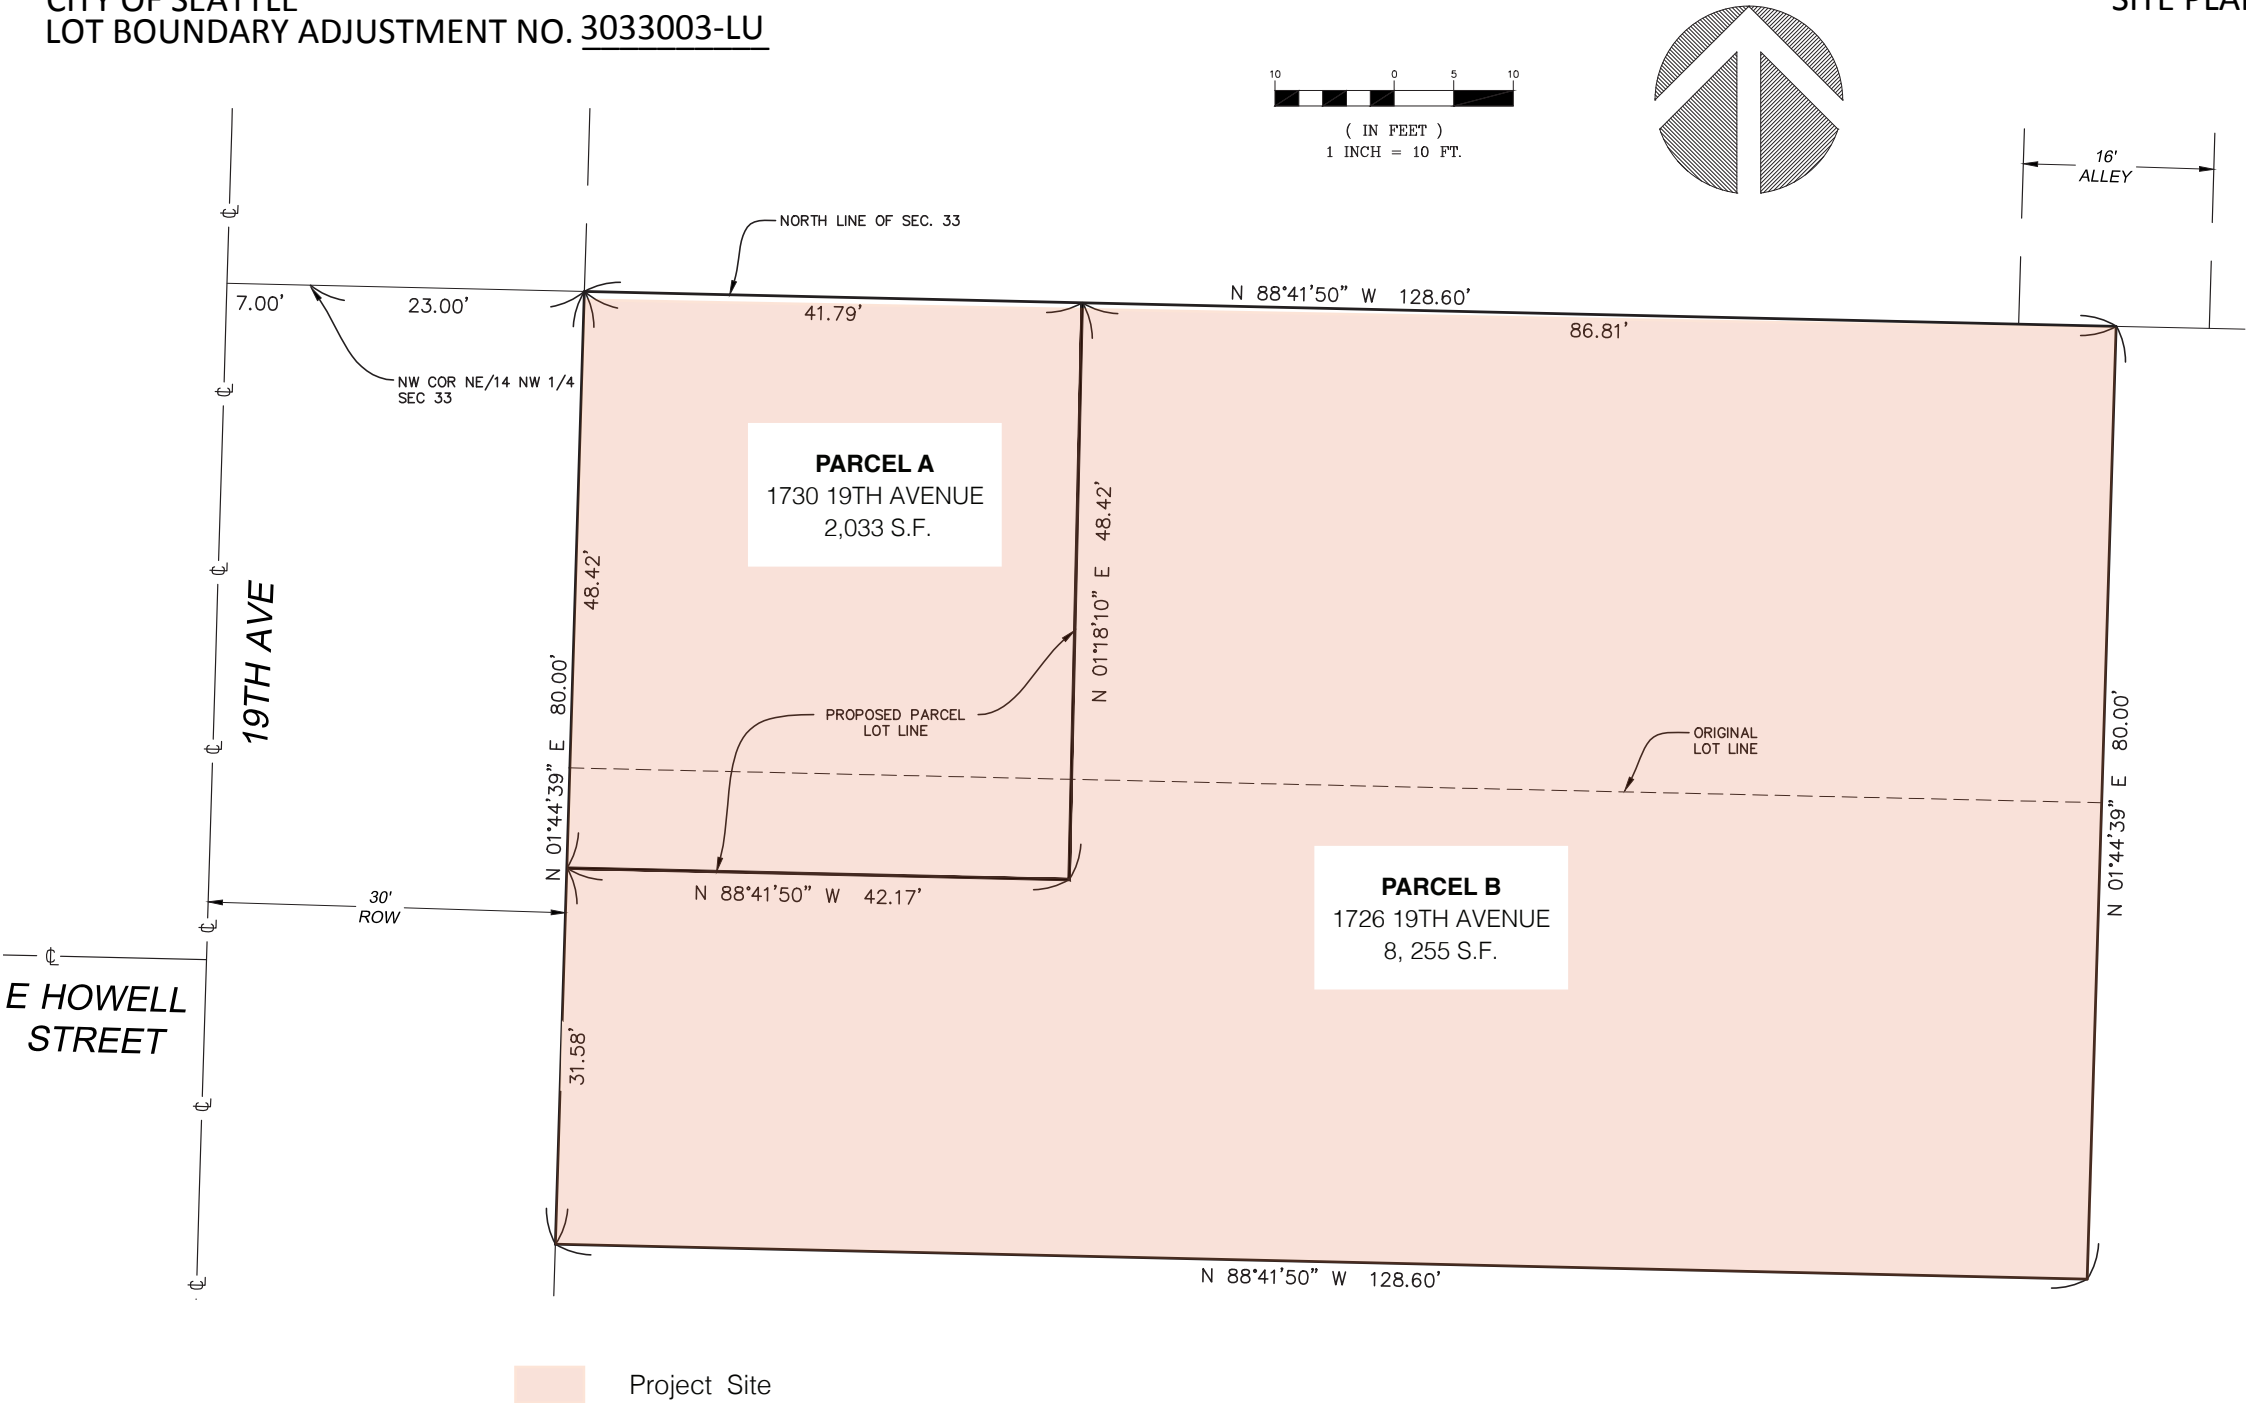 CITY OF SEATTLE
LOT BOUNDARY ADJUSTMENT NO. 3033003-LU
10 0 5 10
( IN FEET )
1 INCH = 10 FT.
16'
ALLEY
NORTH LINE OF SEC. 33
7.00'
23.00'
41.79'
N 88°41'50" W 128.60'
86.81'
NW COR NE/14 NW 1/4
SEC 33
PARCEL A
1730 19TH AVENUE
2,033 S.F.
48.42'
N 01°18'10" E 48.42'
19TH AVE
N 01°44'39" E 80.00'
PROPOSED PARCEL
LOT LINE
ORIGINAL
LOT LINE
N 01°44'39" E 80.00'
N 88°41'50" W 42.17'
30'
ROW
PARCEL B
1726 19TH AVENUE
8, 255 S.F.
E HOWELL
STREET
31.58'
N 88°41'50" W 128.60'
Project Site